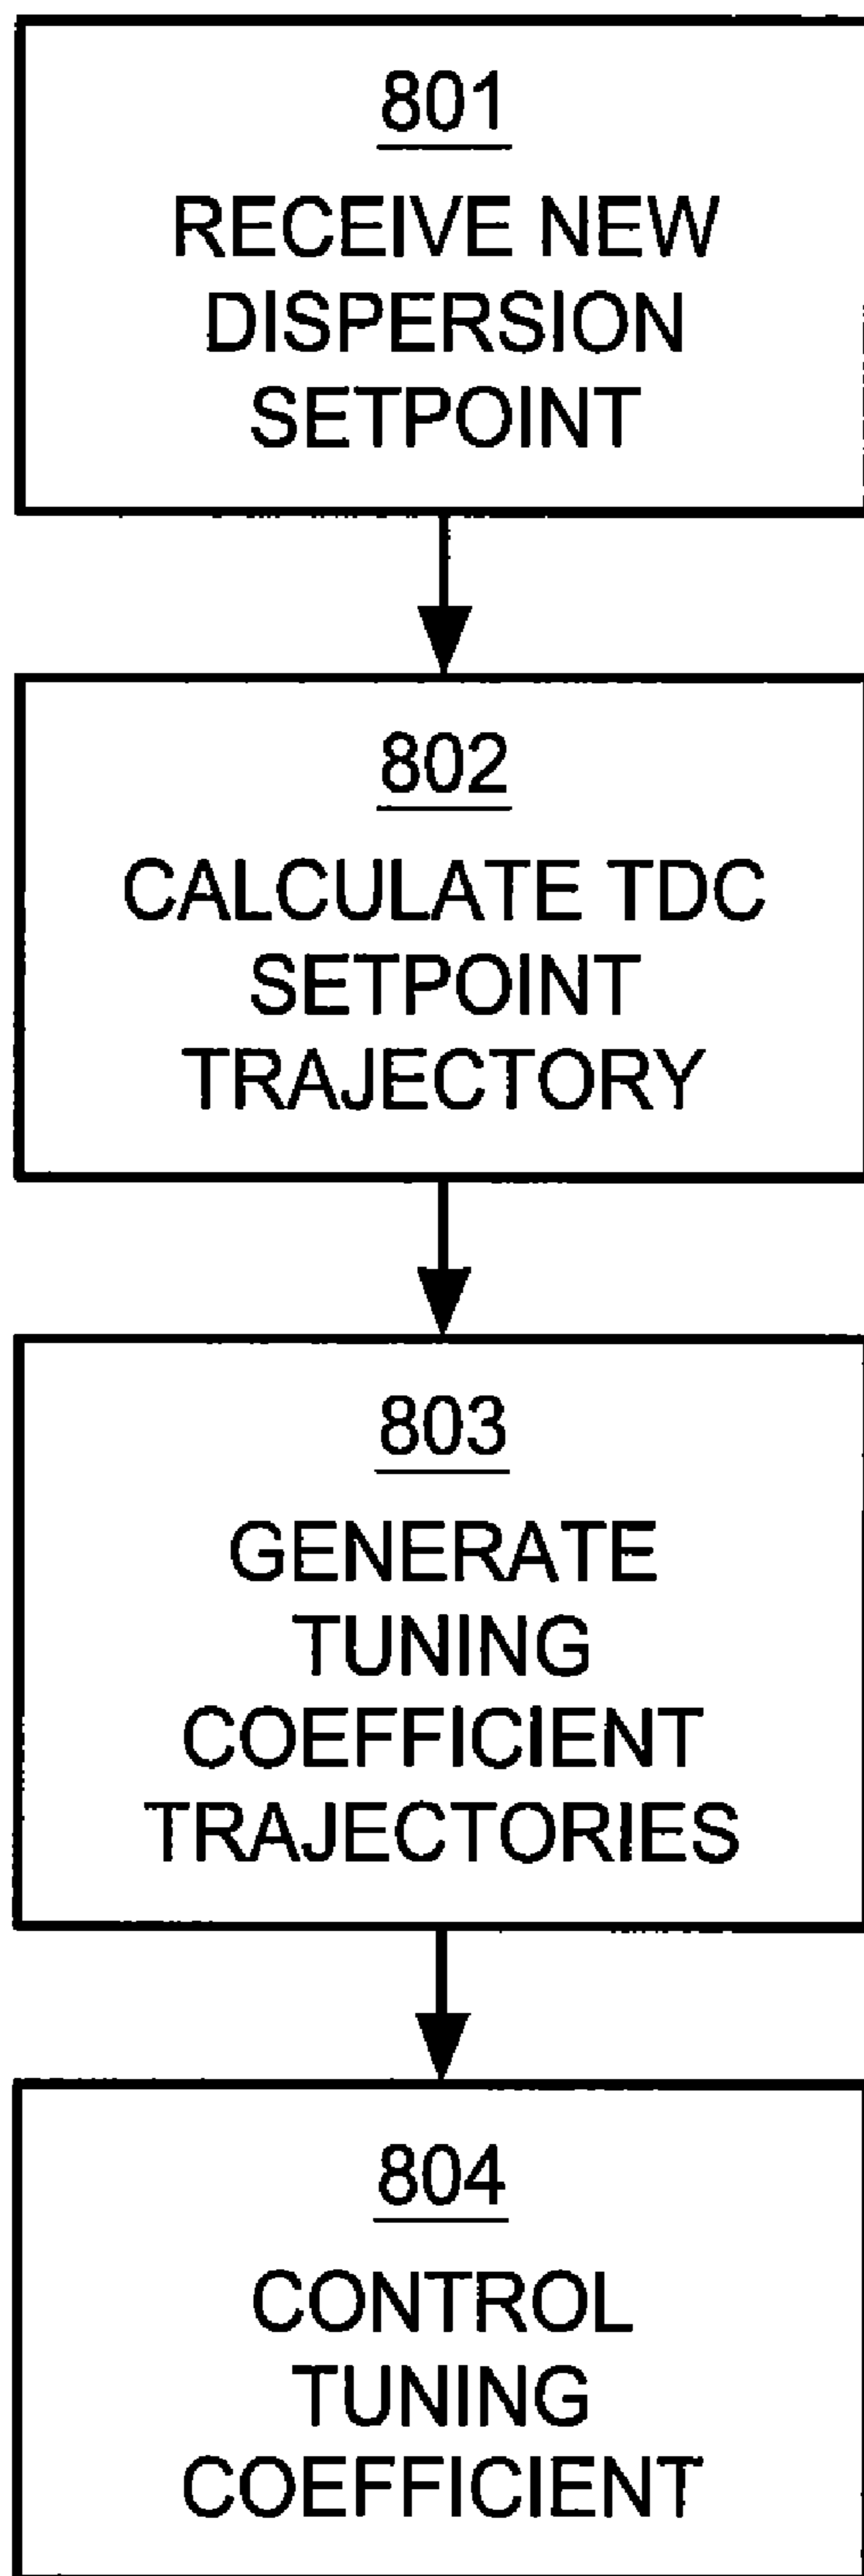 801
RECEIVE NEW
DISPERSION
SETPOINT
802
CALCULATE TDC
SETPOINT
TRAJECTORY
803
GENERATE
TUNING
COEFFICIENT
TRAJECTORIES
804
CONTROL
TUNING
COEFFICIENT